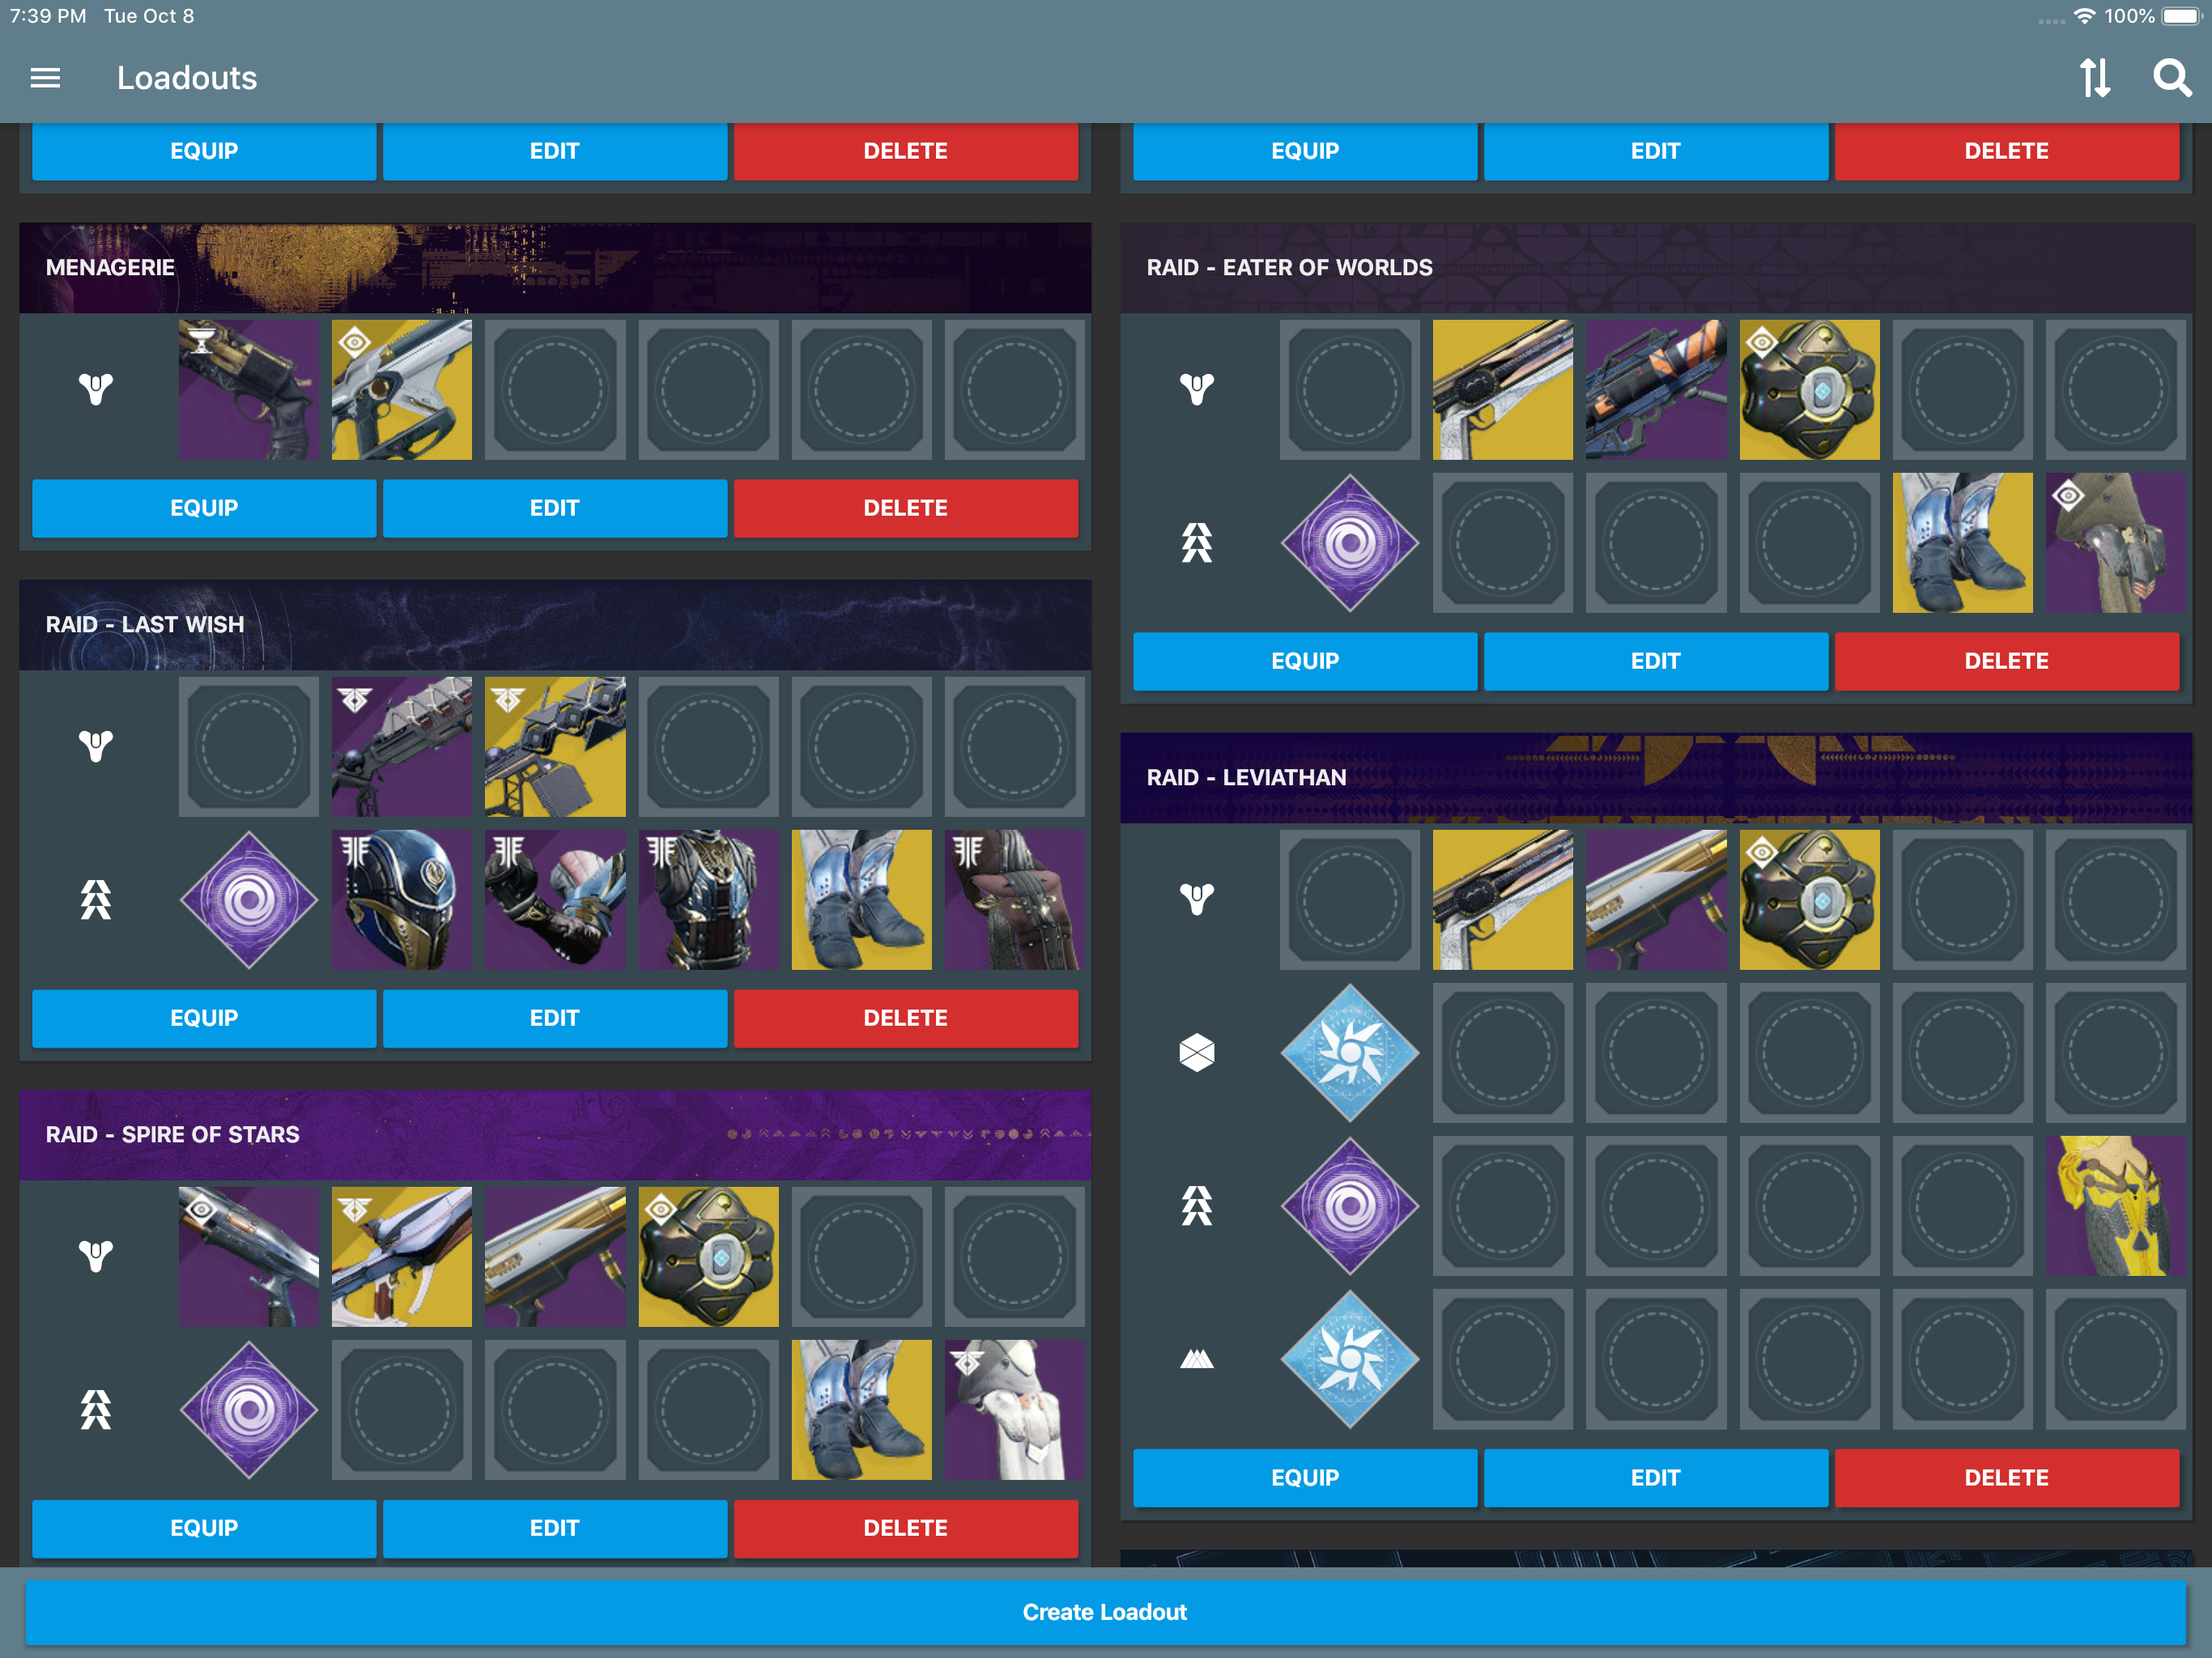 7:39 PM Tue Oct 8
100%
Loadouts
EQUIP EDIT DELETE
EQUIP EDIT DELETE
MENAGERIE
EQUIP EDIT DELETE
RAID - LAST WISH
EQUIP EDIT DELETE
RAID - SPIRE OF STARS
EQUIP EDIT DELETE
RAID - EATER OF WORLDS
EQUIP EDIT DELETE
RAID - LEVIATHAN
EQUIP EDIT DELETE
Create Loadout